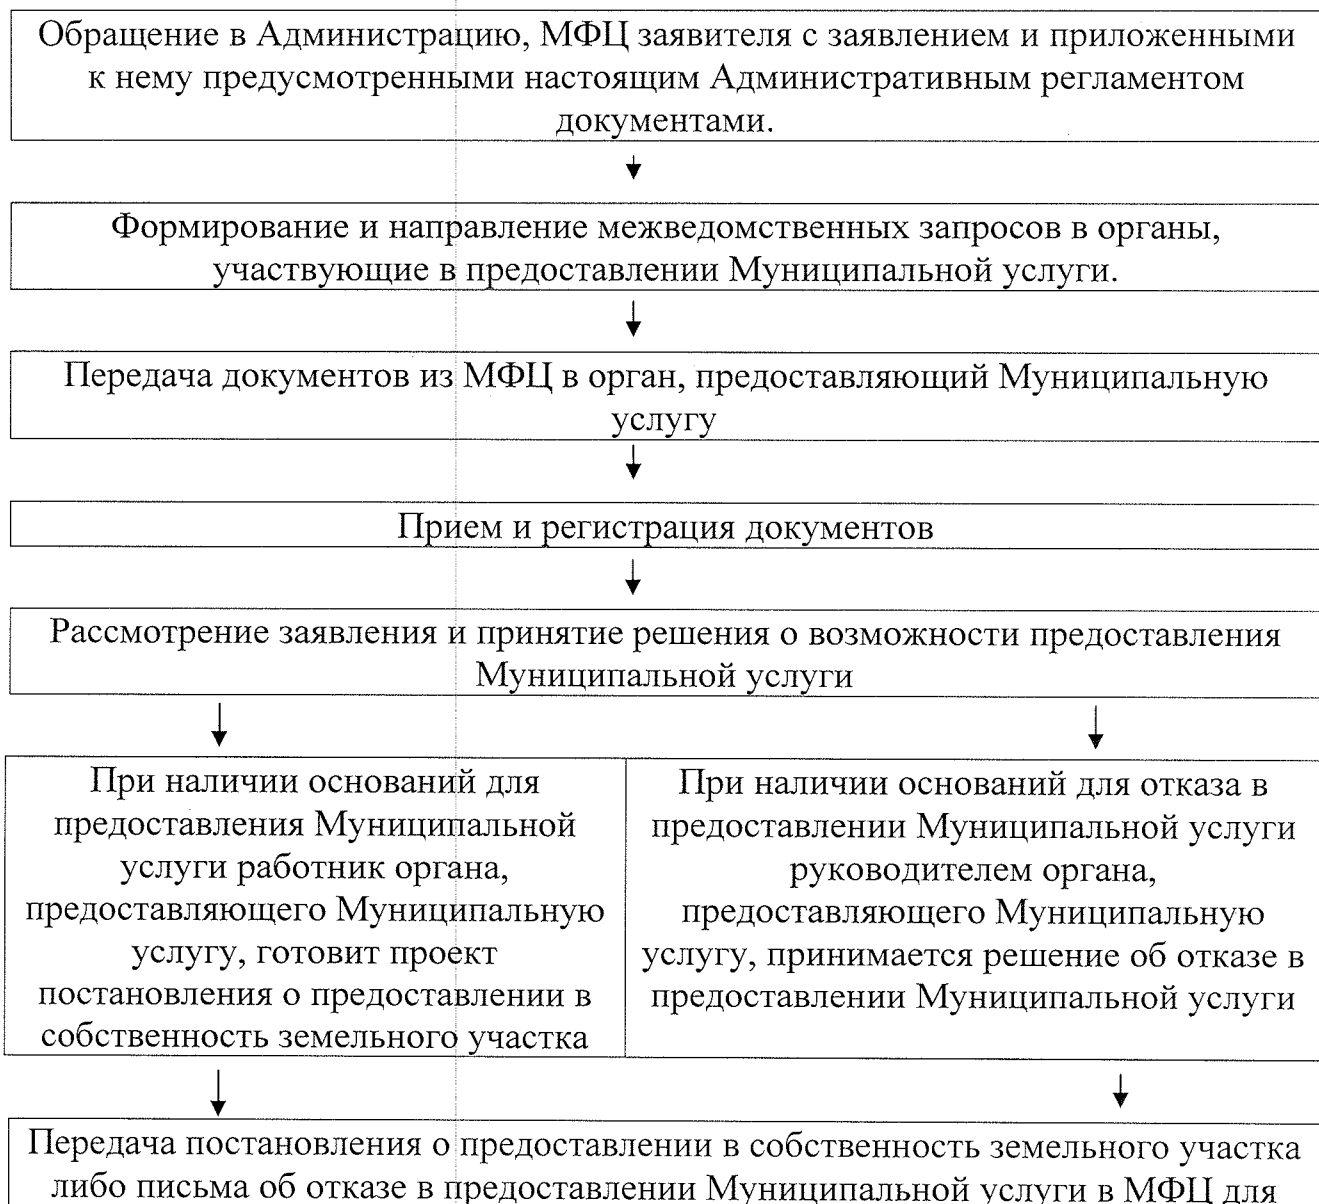 Обращение в Администрацию, МФЦ заявителя с заявлением и приложенными
к нему предусмотренными настоящим Административным регламентом
документами.
Формирование и направление межведомственных запросов в органы,
участвующие в предоставлении Муниципальной услуги.
Передача документов из МФЦ в орган, предоставляющий Муниципальную
услугу
Прием и регистрация документов
Рассмотрение заявления и принятие решения о возможности предоставления
Муниципальной услуги
При наличии оснований для
предоставления Муниципальной
услуги работник органа,
предоставляющего Муниципальную
услугу, готовит проект
постановления о предоставлении в
собственность земельного участка
При наличии оснований для отказа в
предоставлении Муниципальной услуги
руководителем органа,
предоставляющего Муниципальную
услугу, принимается решение об отказе в
предоставлении Муниципальной услуги
Передача постановления о предоставлении в собственность земельного участка
либо письма об отказе в предоставлении Муниципальной услуги в МФЦ для